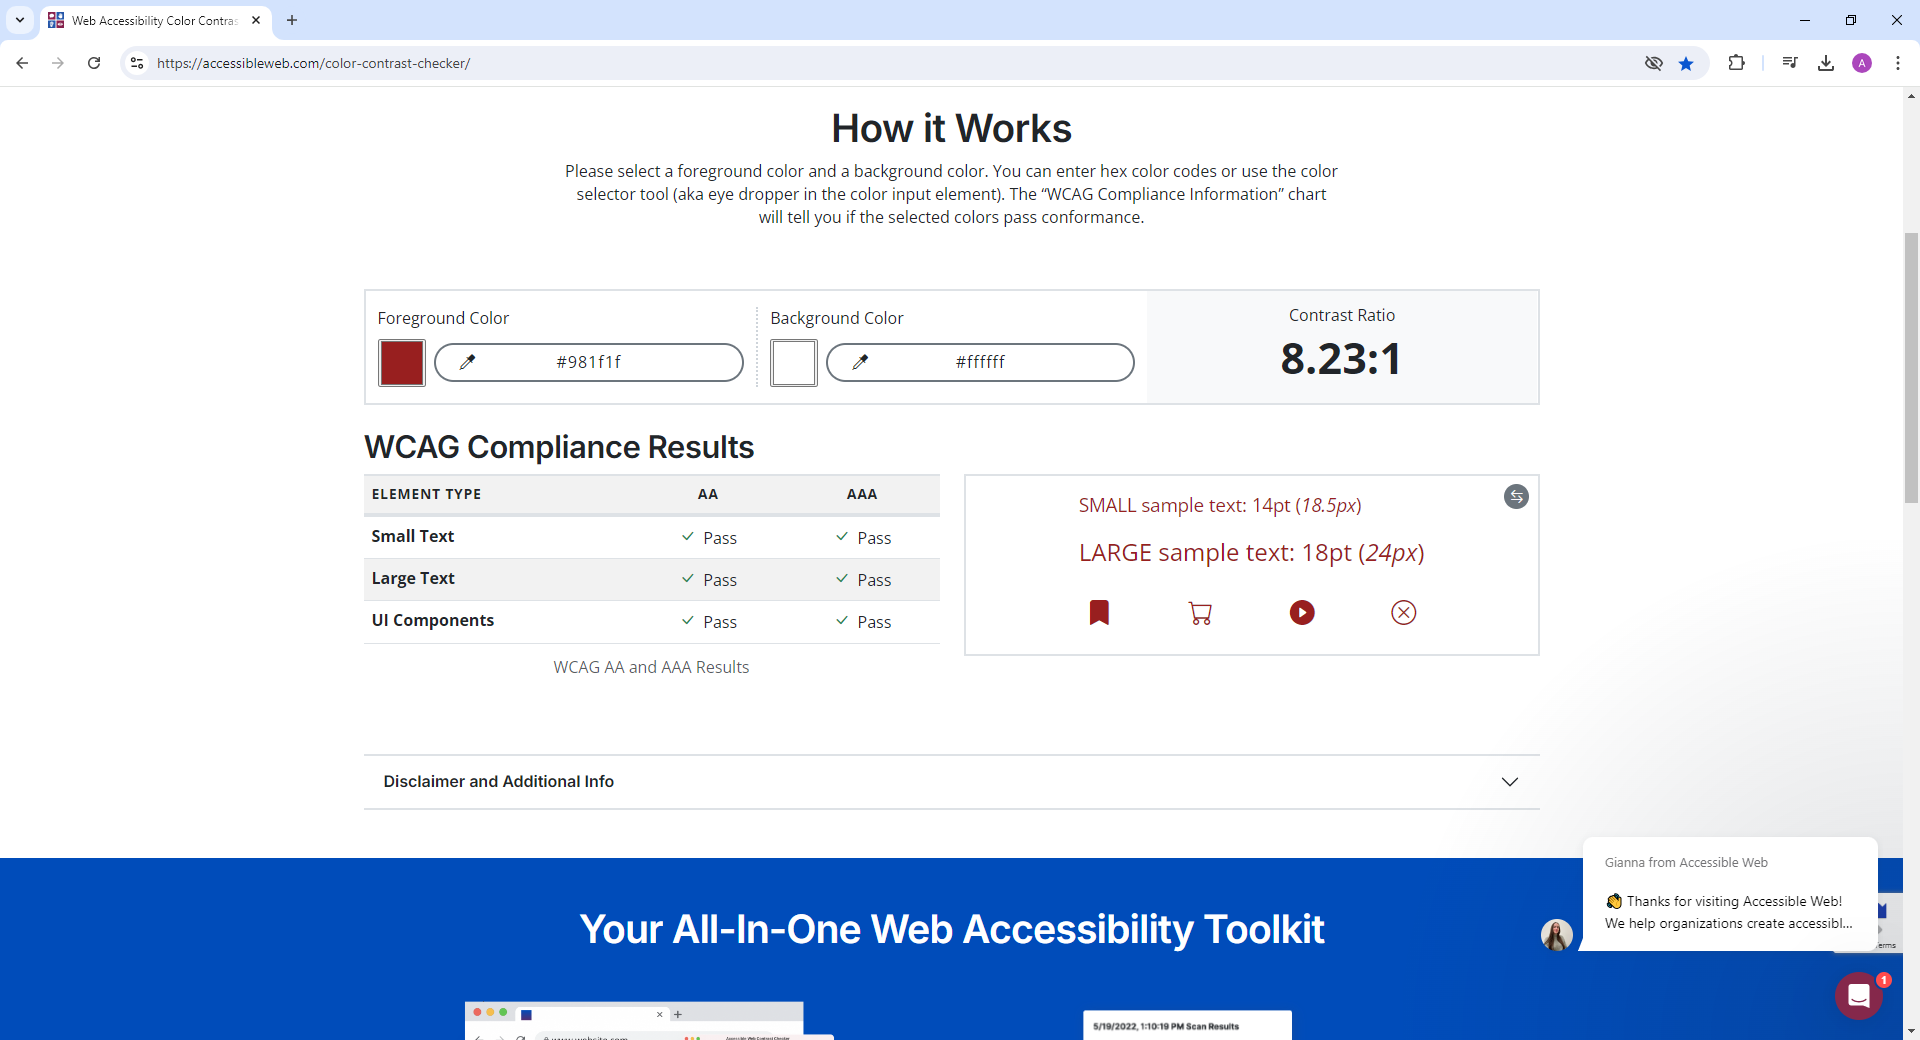 Web Accessibility Color Contras
https://accessibleweb.com/color-contrast-checker/
A
How it Works
Please select a foreground color and a background color. You can enter hex color codes or use the color
selector tool (aka eye dropper in the color input element). The “WCAG Compliance Information” chart
will tell you if the selected colors pass conformance.
Foreground Color
#981f1f
Background Color
#ffffff
Contrast Ratio
8.23:1
WCAG Compliance Results
ELEMENT TYPE AA AAA
Small Text Pass Pass
Large Text Pass Pass
UI Components Pass Pass
WCAG AA and AAA Results
SMALL sample text: 14pt (18.5px)
LARGE sample text: 18pt (24px)
Disclaimer and Additional Info
Your All-In-One Web Accessibility Toolkit
Gianna from Accessible Web
👋 Thanks for visiting Accessible Web!
We help organizations create accessibl...
1
5/19/2022, 1:10:19 PM Scan Results
Accessible Web Contrast Checker